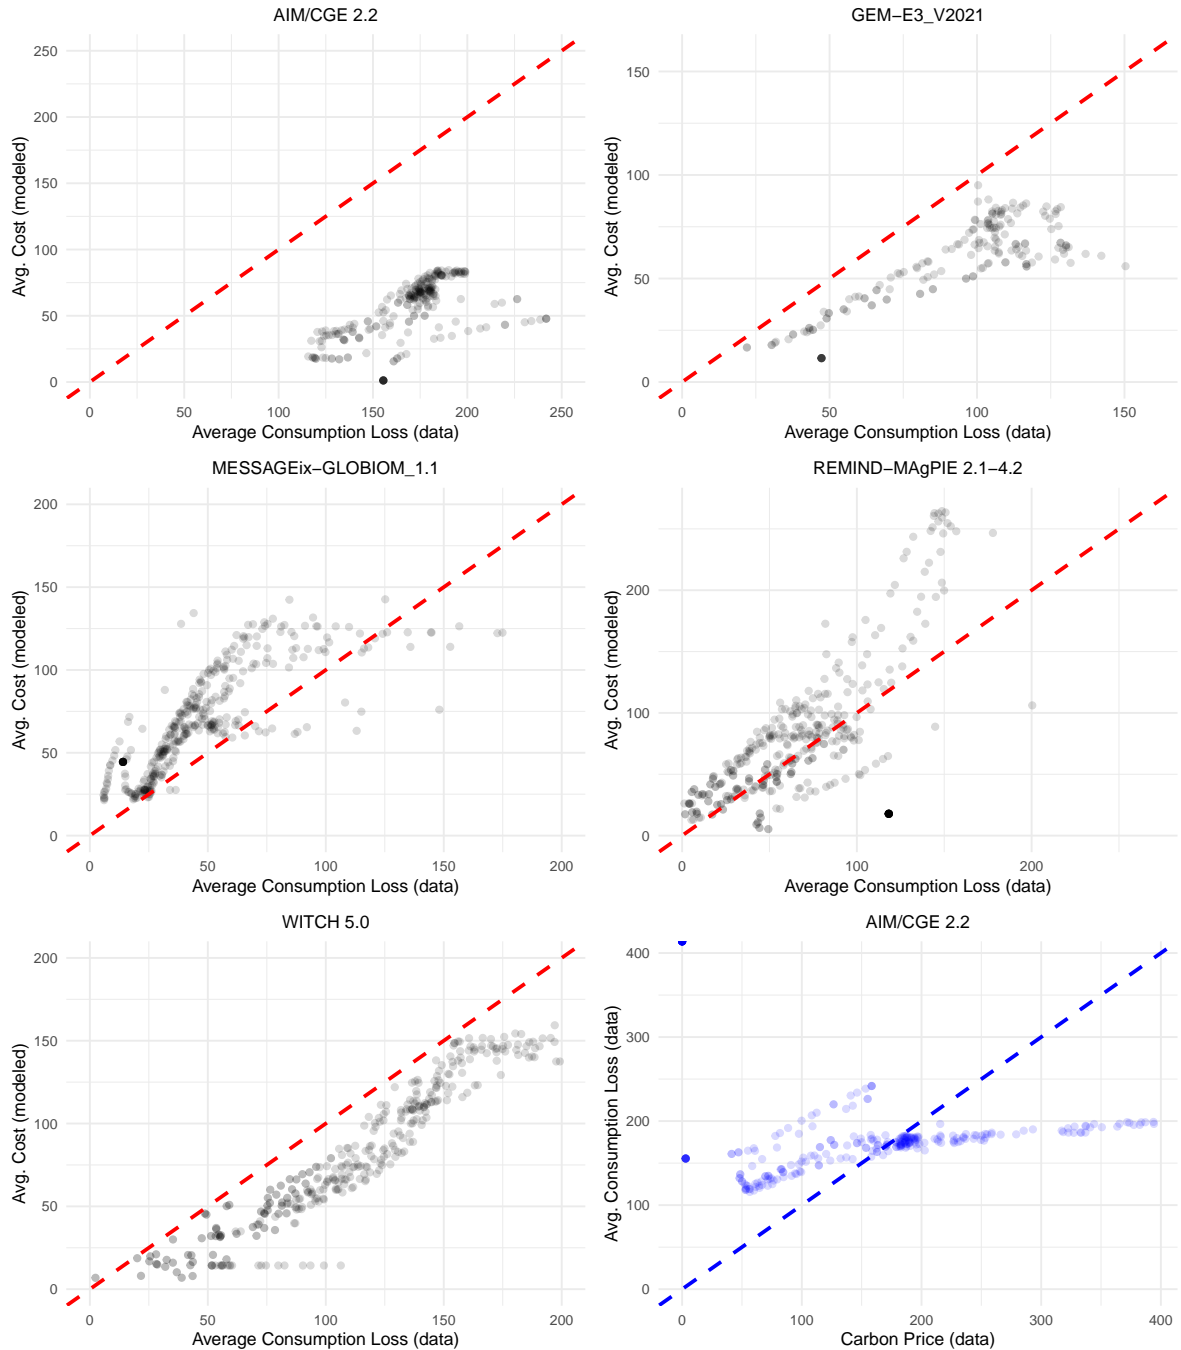 AIM/CGE 2.2
250
200
150
100
50
0
Avg. Cost (modeled)
0 50 100 150 200 250
Average Consumption Loss (data)
GEM−E3_V2021
150
100
50
0
Avg. Cost (modeled)
0 50 100 150
Average Consumption Loss (data)
MESSAGEix−GLOBIOM_1.1
200
150
100
50
0
Avg. Cost (modeled)
0 50 100 150 200
Average Consumption Loss (data)
REMIND−MAgPIE 2.1−4.2
200
100
0
Avg. Cost (modeled)
0 100 200
Average Consumption Loss (data)
WITCH 5.0
200
150
100
50
0
Avg. Cost (modeled)
0 50 100 150 200
Average Consumption Loss (data)
AIM/CGE 2.2
400
300
200
100
0
Avg. Consumption Loss (data)
0 100 200 300 400
Carbon Price (data)